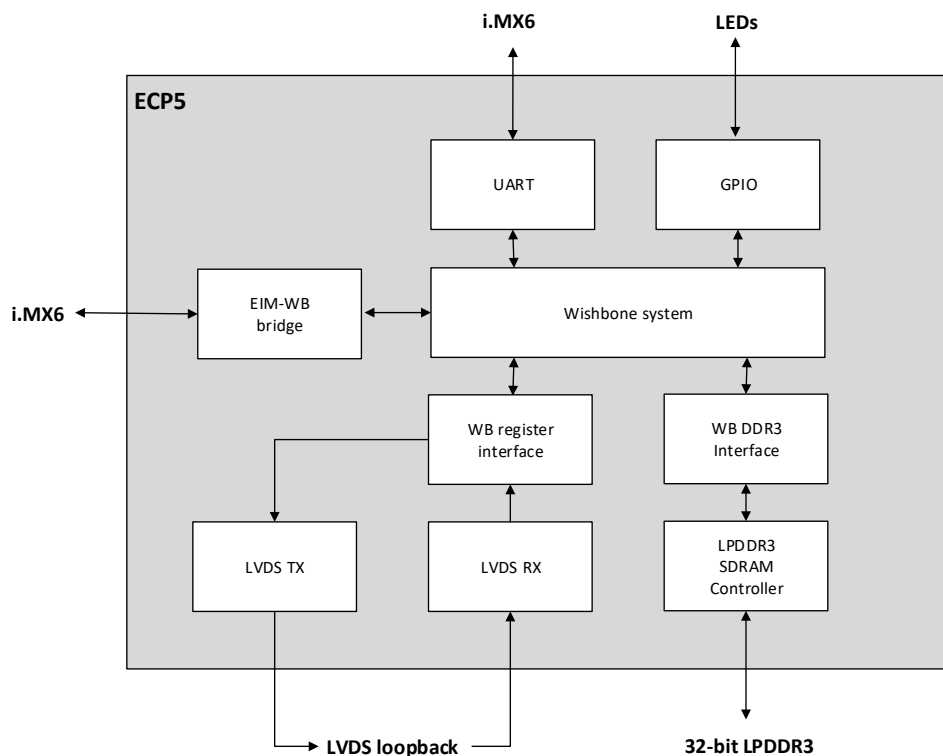 i.MX6
LEDs
ECP5
UART
GPIO
EIM-WB
bridge
i.MX6
Wishbone system
WB register
interface
WB DDR3
Interface
LVDS TX
LVDS RX
LPDDR3
SDRAM
Controller
LVDS loopback
32-bit LPDDR3